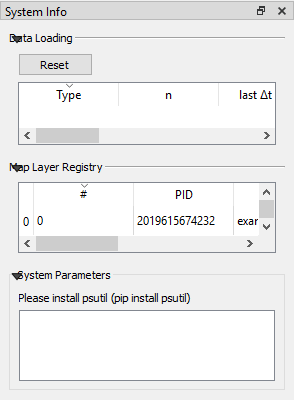 System Info
Data Loading
Reset
Type n last Δt
Map Layer Registry
# PID
0 0 2019615674232 exar
System Parameters
Please install psutil (pip install psutil)